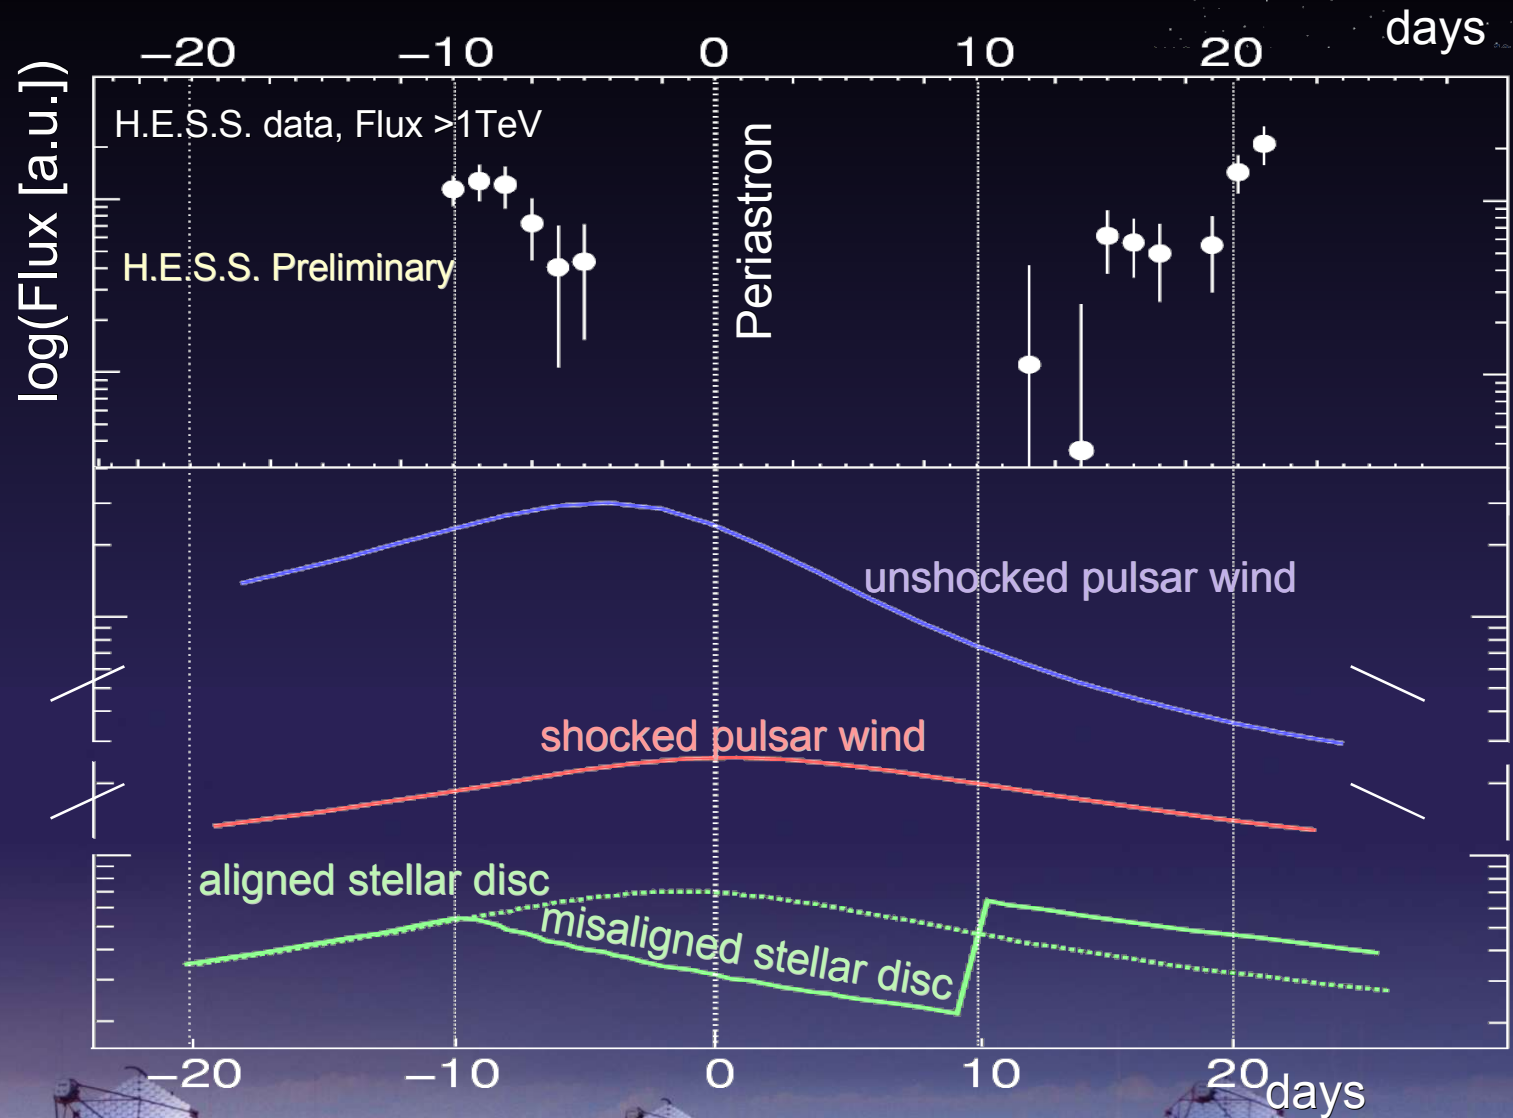 days
−20 −10 0 10 20
log(Flux [a.u.])
H.E.S.S. data, Flux >1TeV
Periastron
H.E.S.S. Preliminary
unshocked pulsar wind
shocked pulsar wind
aligned stellar disc
misaligned stellar disc
−20 −10 0 10 20
days